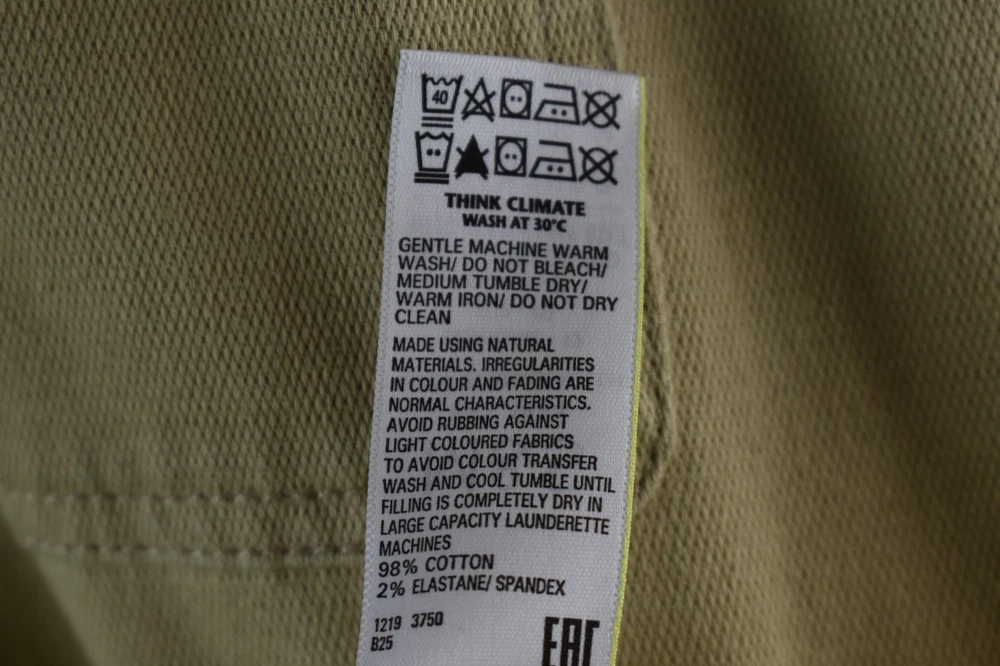 40
THINK CLIMATE
WASH AT 30°C
GENTLE MACHINE WARM
WASH/ DO NOT BLEACH/
MEDIUM TUMBLE DRY/
WARM IRON/ DO NOT DRY
CLEAN
MADE USING NATURAL
MATERIALS. IRREGULARITIES
IN COLOUR AND FADING ARE
NORMAL CHARACTERISTICS.
AVOID RUBBING AGAINST
LIGHT COLOURED FABRICS
TO AVOID COLOUR TRANSFER
WASH AND COOL TUMBLE UNTIL
FILLING IS COMPLETELY DRY IN
LARGE CAPACITY LAUNDERETTE
MACHINES
98% COTTON
2% ELASTANE/ SPANDEX
1219 3750
B25
EAC